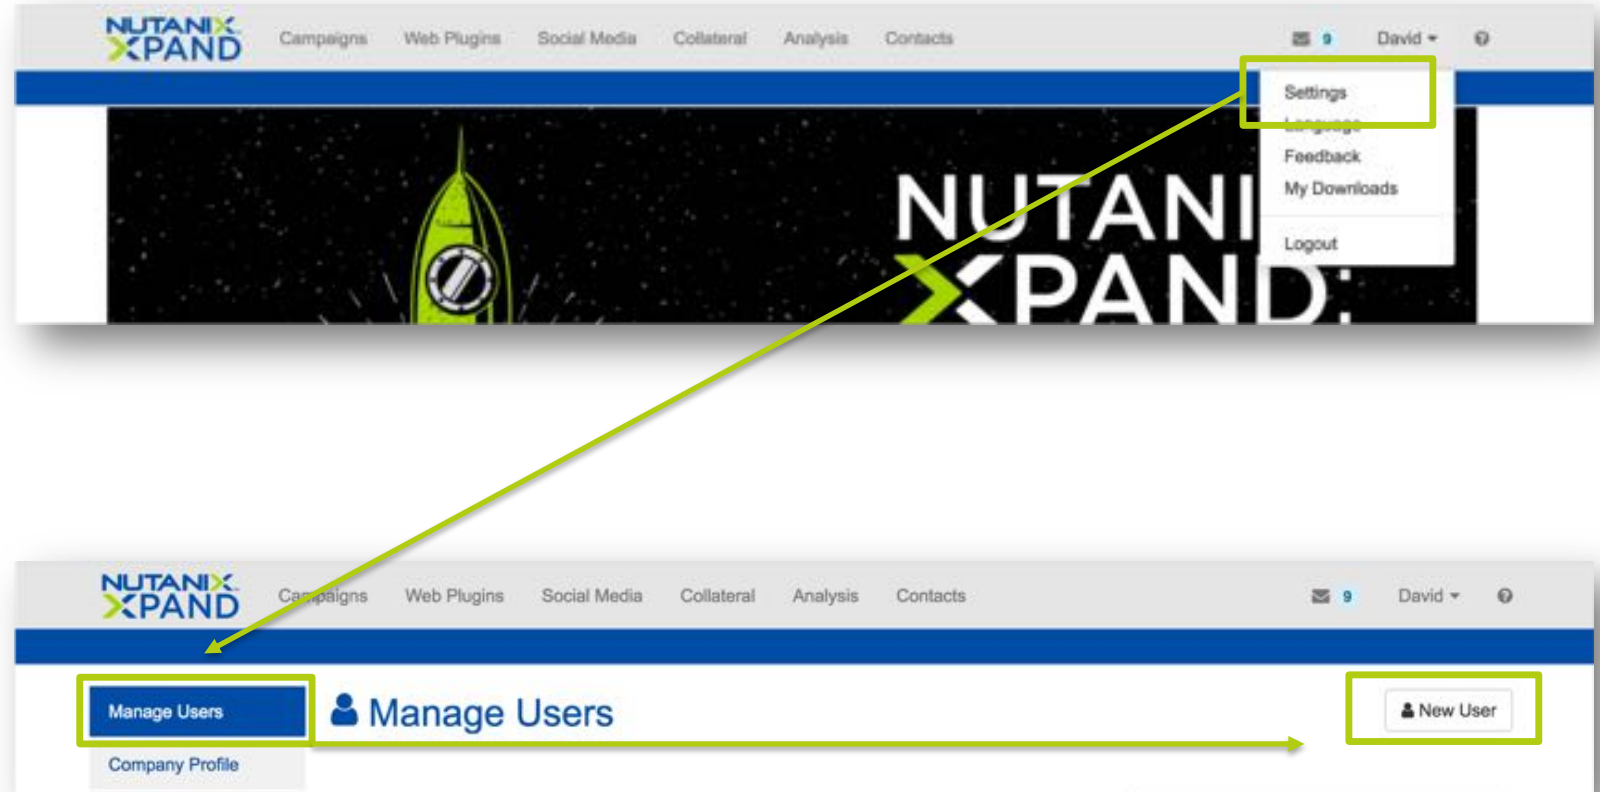 NUTANIX
XPAND
Campaigns Web Plugins Social Media Collateral Analysis Contacts 9 David
Settings
Language
Feedback
My Downloads
Logout
NUTANI
XPAND:
NUTANIX
XPAND
Campaigns Web Plugins Social Media Collateral Analysis Contacts 9 David
Manage Users
Manage Users
New User
Company Profile